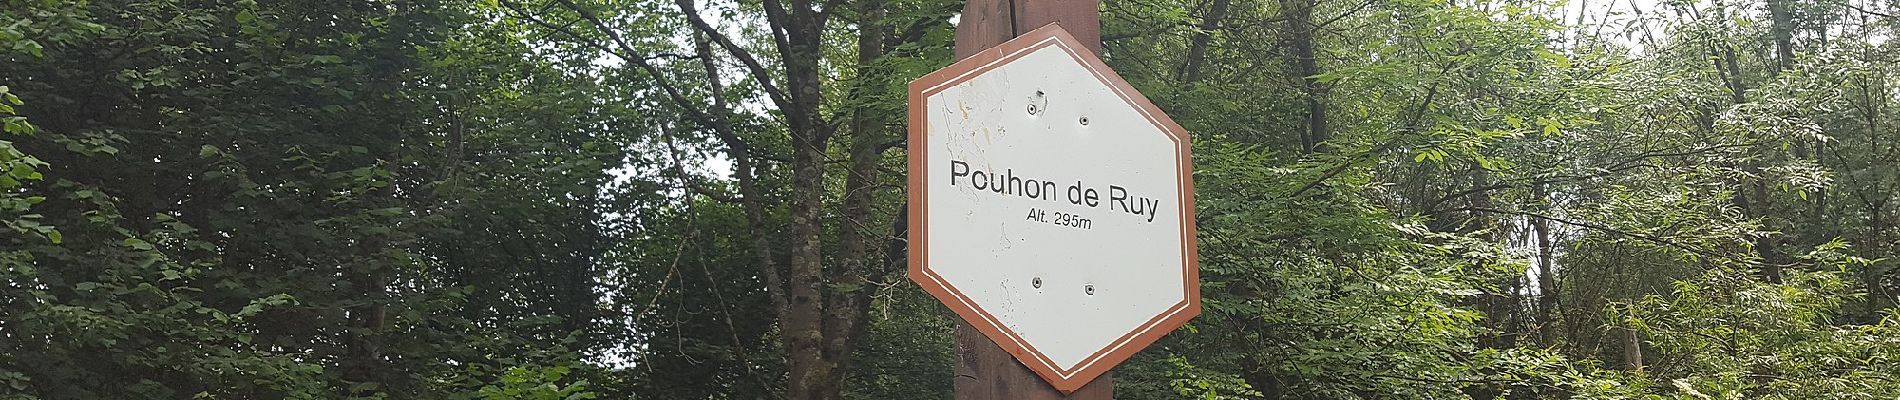 Pouhon de Ruy
Alt. 295m